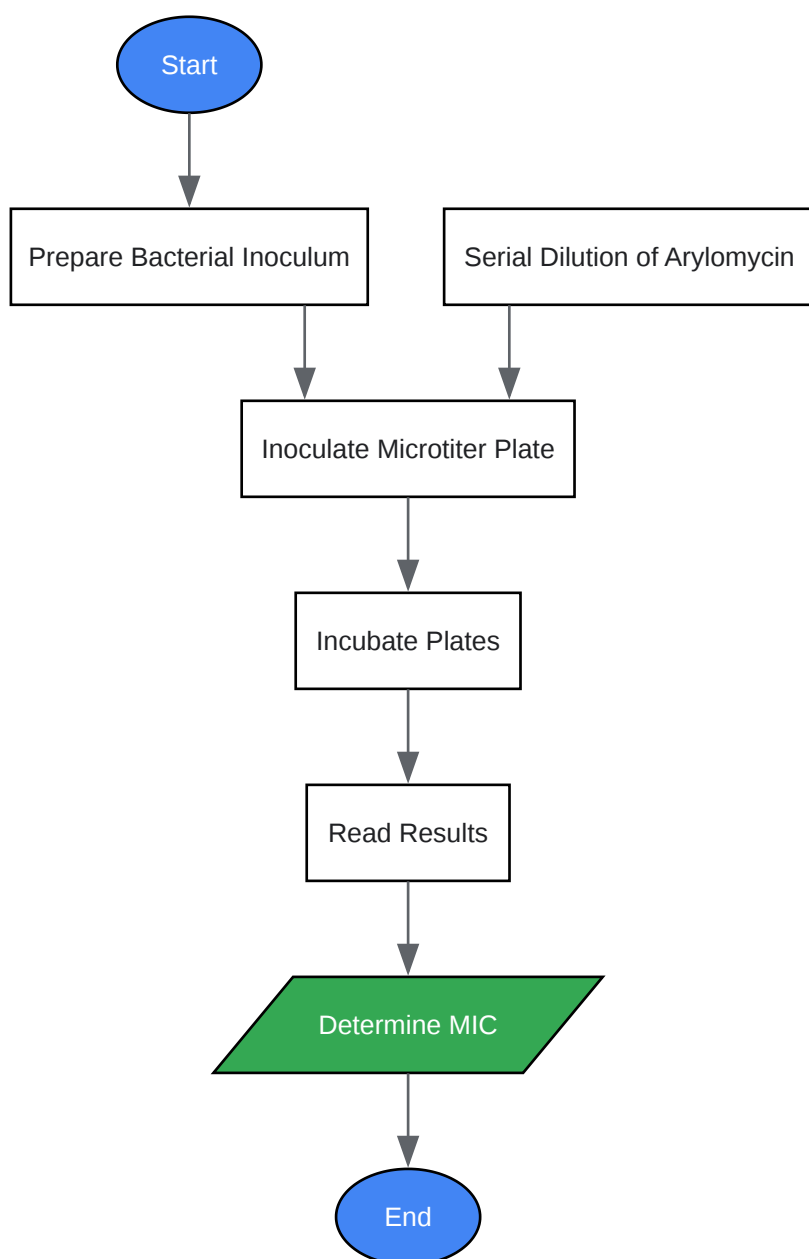 Start
Prepare Bacterial Inoculum
Serial Dilution of Arylomycin
Inoculate Microtiter Plate
Incubate Plates
Read Results
Determine MIC
End